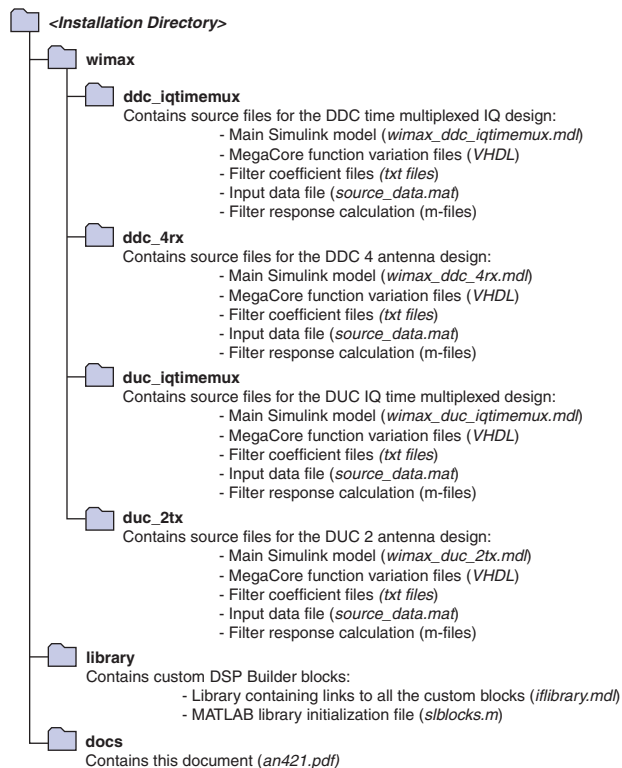 <Installation Directory>
wimax
ddc_iqtimemux
Contains source files for the DDC time multiplexed IQ design:
- Main Simulink model (wimax_ddc_iqtimemux.mdl)
- MegaCore function variation files (VHDL)
- Filter coefficient files (txt files)
- Input data file (source_data.mat)
- Filter response calculation (m-files)
ddc_4rx
Contains source files for the DDC 4 antenna design:
- Main Simulink model (wimax_ddc_4rx.mdl)
- MegaCore function variation files (VHDL)
- Filter coefficient files (txt files)
- Input data file (source_data.mat)
- Filter response calculation (m-files)
duc_iqtimemux
Contains source files for the DUC IQ time multiplexed design:
- Main Simulink model (wimax_duc_iqtimemux.mdl)
- MegaCore function variation files (VHDL)
- Filter coefficient files (txt files)
- Input data file (source_data.mat)
- Filter response calculation (m-files)
duc_2tx
Contains source files for the DUC 2 antenna design:
- Main Simulink model (wimax_duc_2tx.mdl)
- MegaCore function variation files (VHDL)
- Filter coefficient files (txt files)
- Input data file (source_data.mat)
- Filter response calculation (m-files)
library
Contains custom DSP Builder blocks:
- Library containing links to all the custom blocks (iflibrary.mdl)
- MATLAB library initialization file (slblocks.m)
docs
Contains this document (an421.pdf)